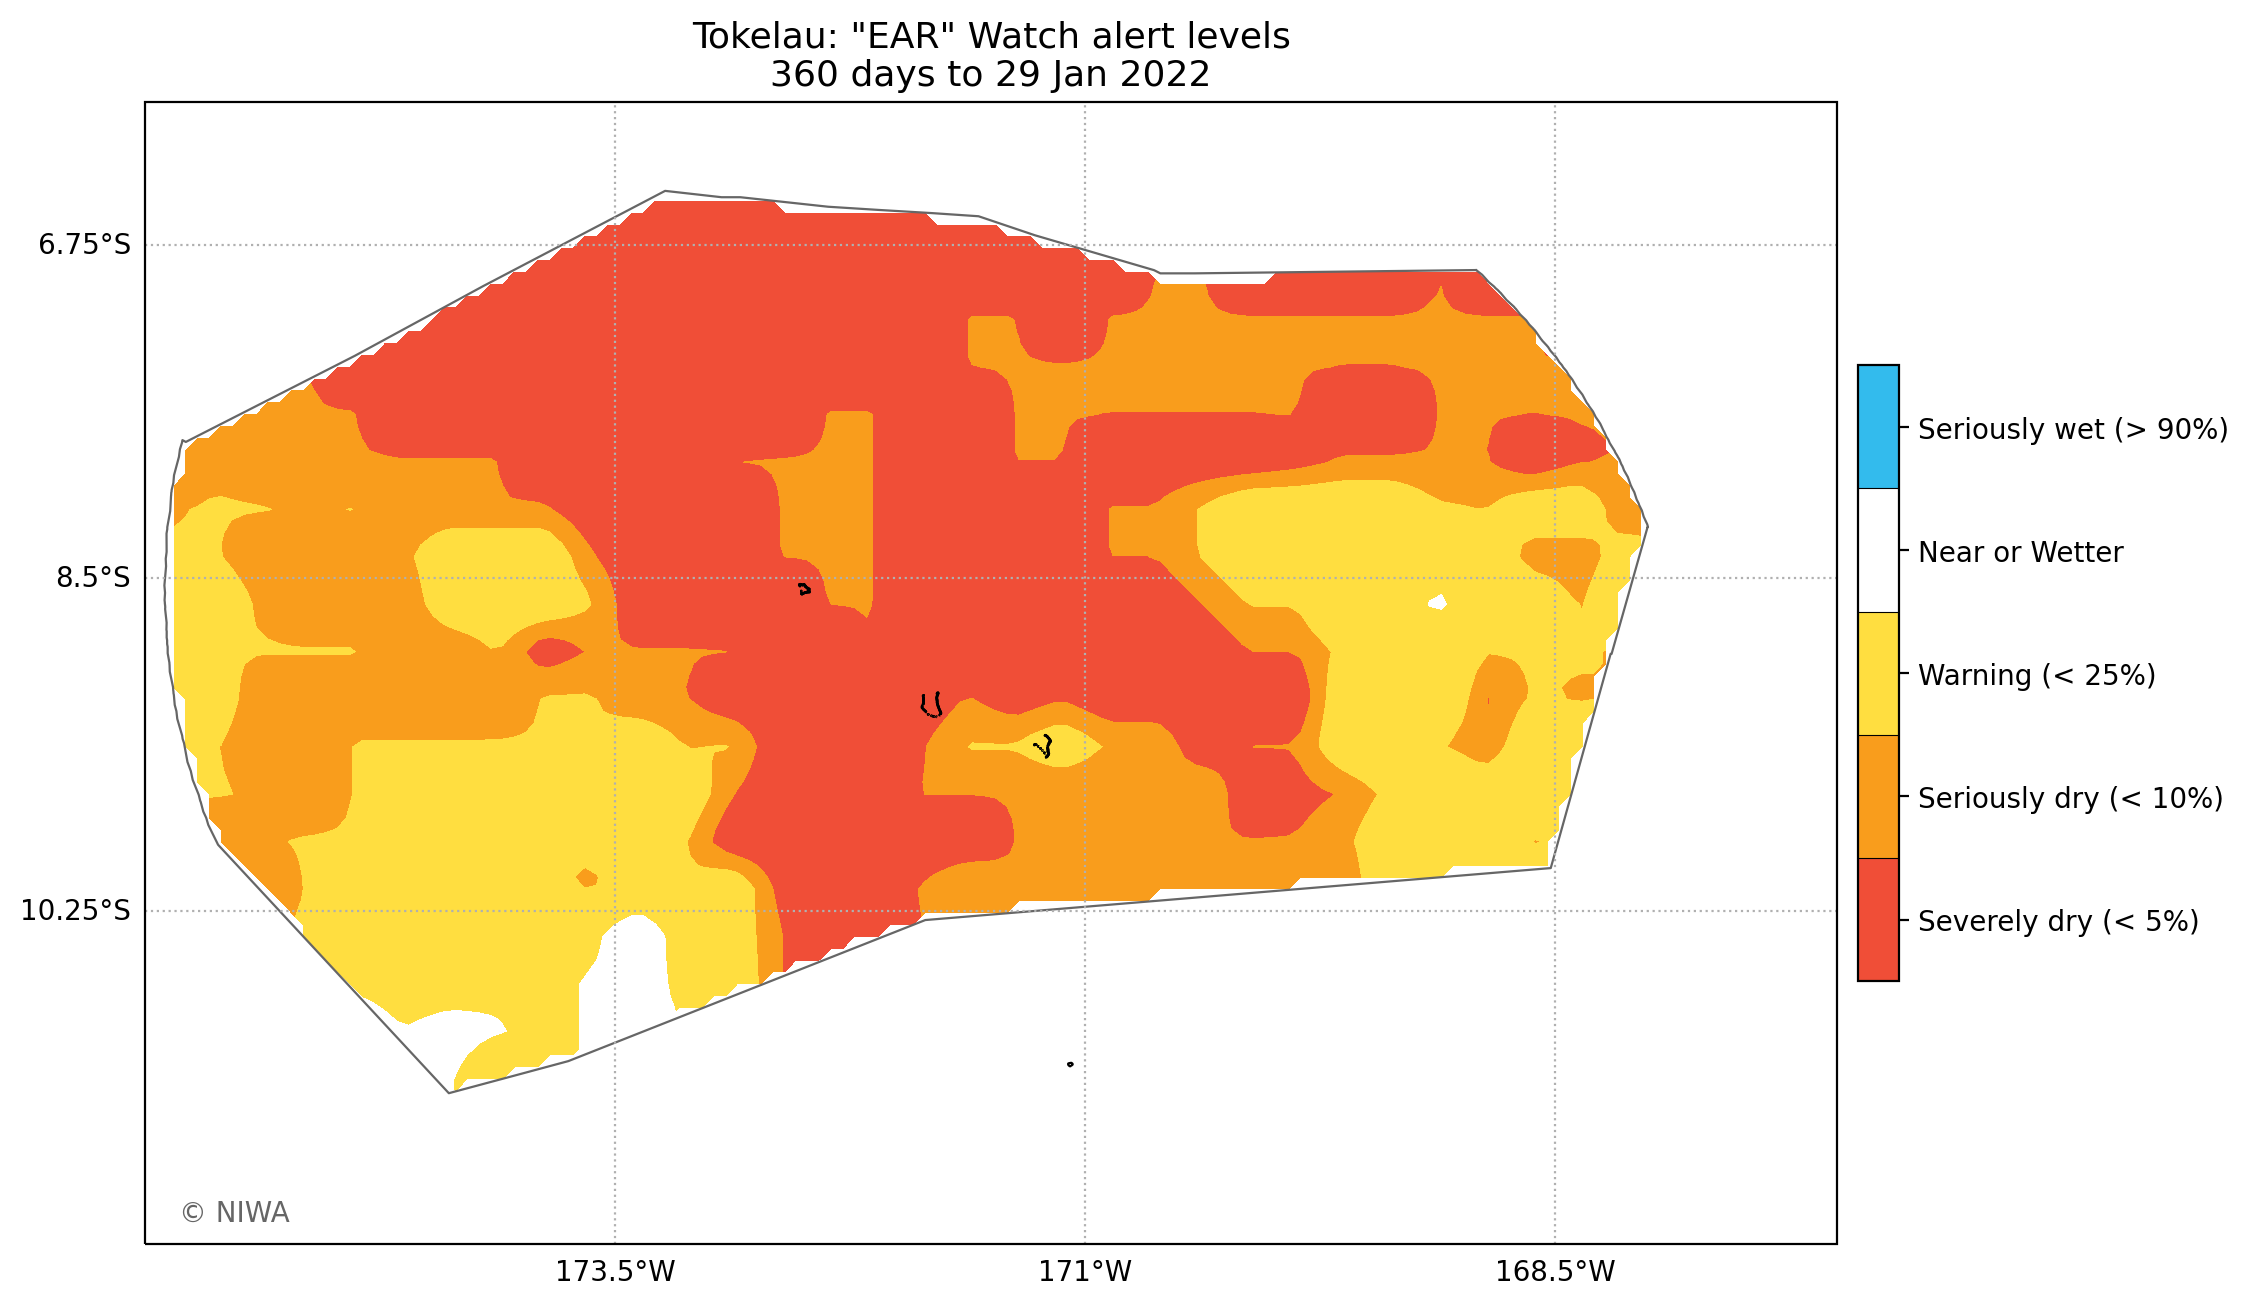 Tokelau: "EAR" Watch alert levels
360 days to 29 Jan 2022
6.75°S
8.5°S
10.25°S
173.5°W
171°W
168.5°W
Seriously wet (> 90%)
Near or Wetter
Warning (< 25%)
Seriously dry (< 10%)
Severely dry (< 5%)
© NIWA